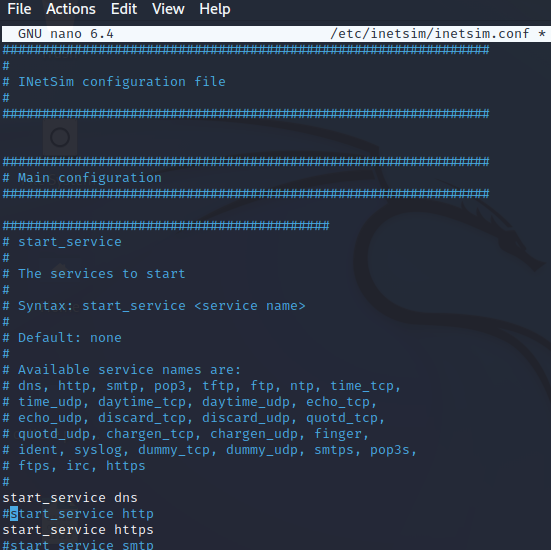 File Actions Edit View Help
GNU nano 6.4 /etc/inetsim/inetsim.conf *
#############################################################
#
# INetSim configuration file
#
#############################################################
#############################################################
# Main configuration
#############################################################
#########################################
# start_service
#
# The services to start
#
# Syntax: start_service <service name>
#
# Default: none
#
# Available service names are:
# dns, http, smtp, pop3, tftp, ftp, ntp, time_tcp,
# time_udp, daytime_tcp, daytime_udp, echo_tcp,
# echo_udp, discard_tcp, discard_udp, quotd_tcp,
# quotd_udp, chargen_tcp, chargen_udp, finger,
# ident, syslog, dummy_tcp, dummy_udp, smtps, pop3s,
# ftps, irc, https
#
start_service dns
#start_service http
start_service https
#start_service smtp